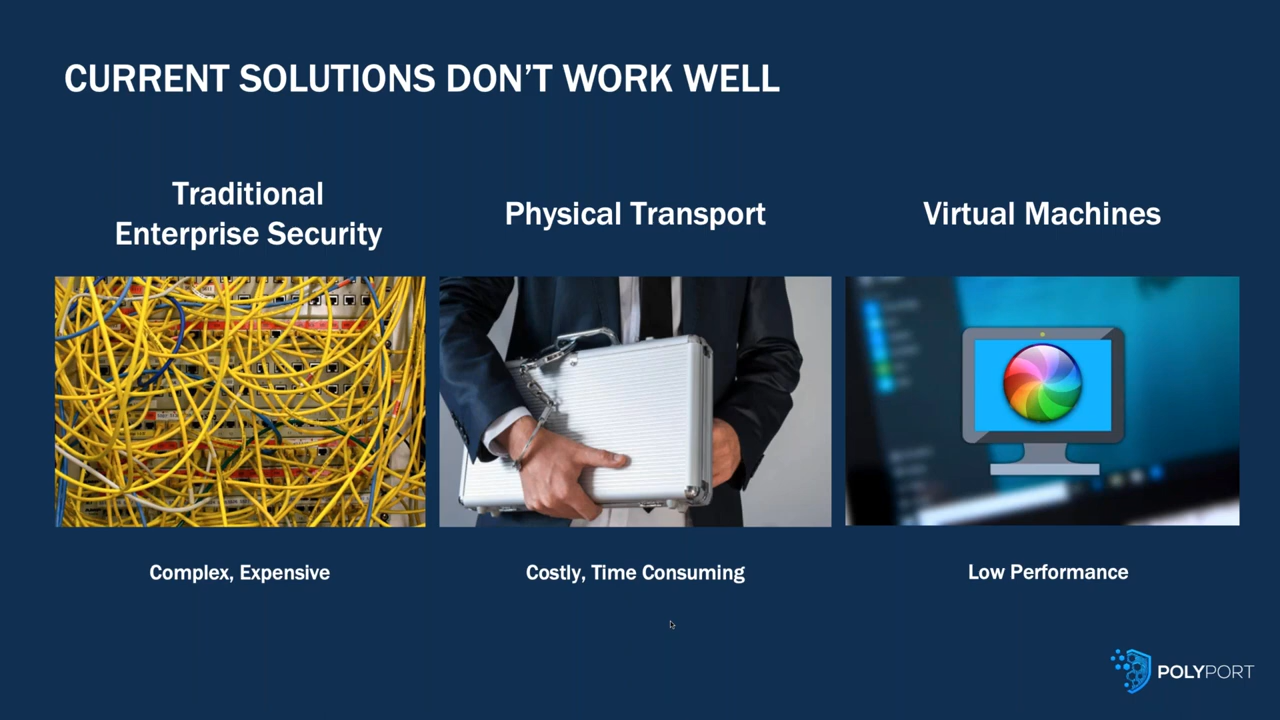 CURRENT SOLUTIONS DON’T WORK WELL
Traditional
Enterprise Security
Physical Transport
Virtual Machines
Complex, Expensive
Costly, Time Consuming
Low Performance
POLYPORT